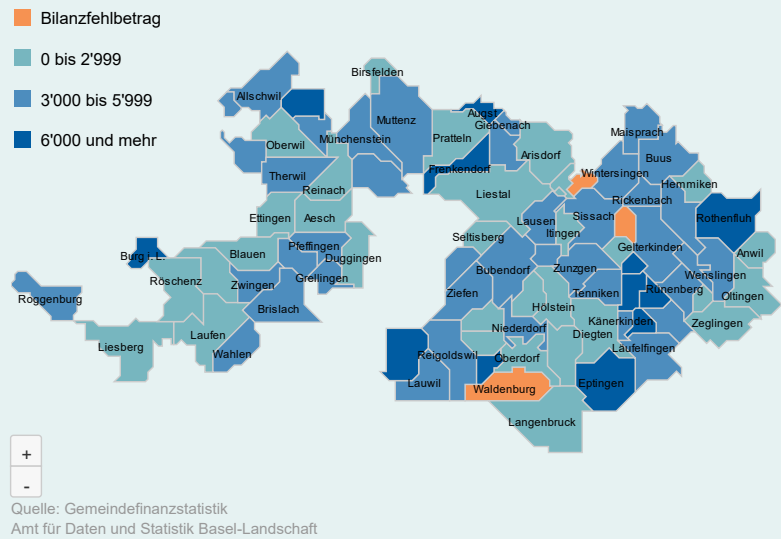 Bilanzfehlbetrag
0 bis 2'999
3'000 bis 5'999
6'000 und mehr
Birsfelden
Allschwil
Muttenz
Augst
Giebenach
Münchenstein
Pratteln
Maisprach
Oberwil
Arisdorf
Buus
Frenkendorf
Wintersingen
Therwil
Hemmiken
Reinach
Liestal
Rickenbach
Ettingen
Aesch
Lausen
Sissach
Rothenfluh
Itingen
Seltisberg
Pfeffingen
Gelterkinden
Burg i. L.
Blauen
Duggingen
Anwil
Bubendorf
Zunzgen
Wenslingen
Röschenz
Grellingen
Zwingen
Roggenburg
Ziefen
Tenniken
Rünenberg
Oltingen
Brislach
Hölstein
Känerkinden
Zeglingen
Niederdorf
Laufen
Diegten
Liesberg
Wahlen
Reigoldswil
Oberdorf
Läufelfingen
Lauwil
Waldenburg
Eptingen
Langenbruck
+
-
Quelle: Gemeindefinanzstatistik
Amt für Daten und Statistik Basel-Landschaft